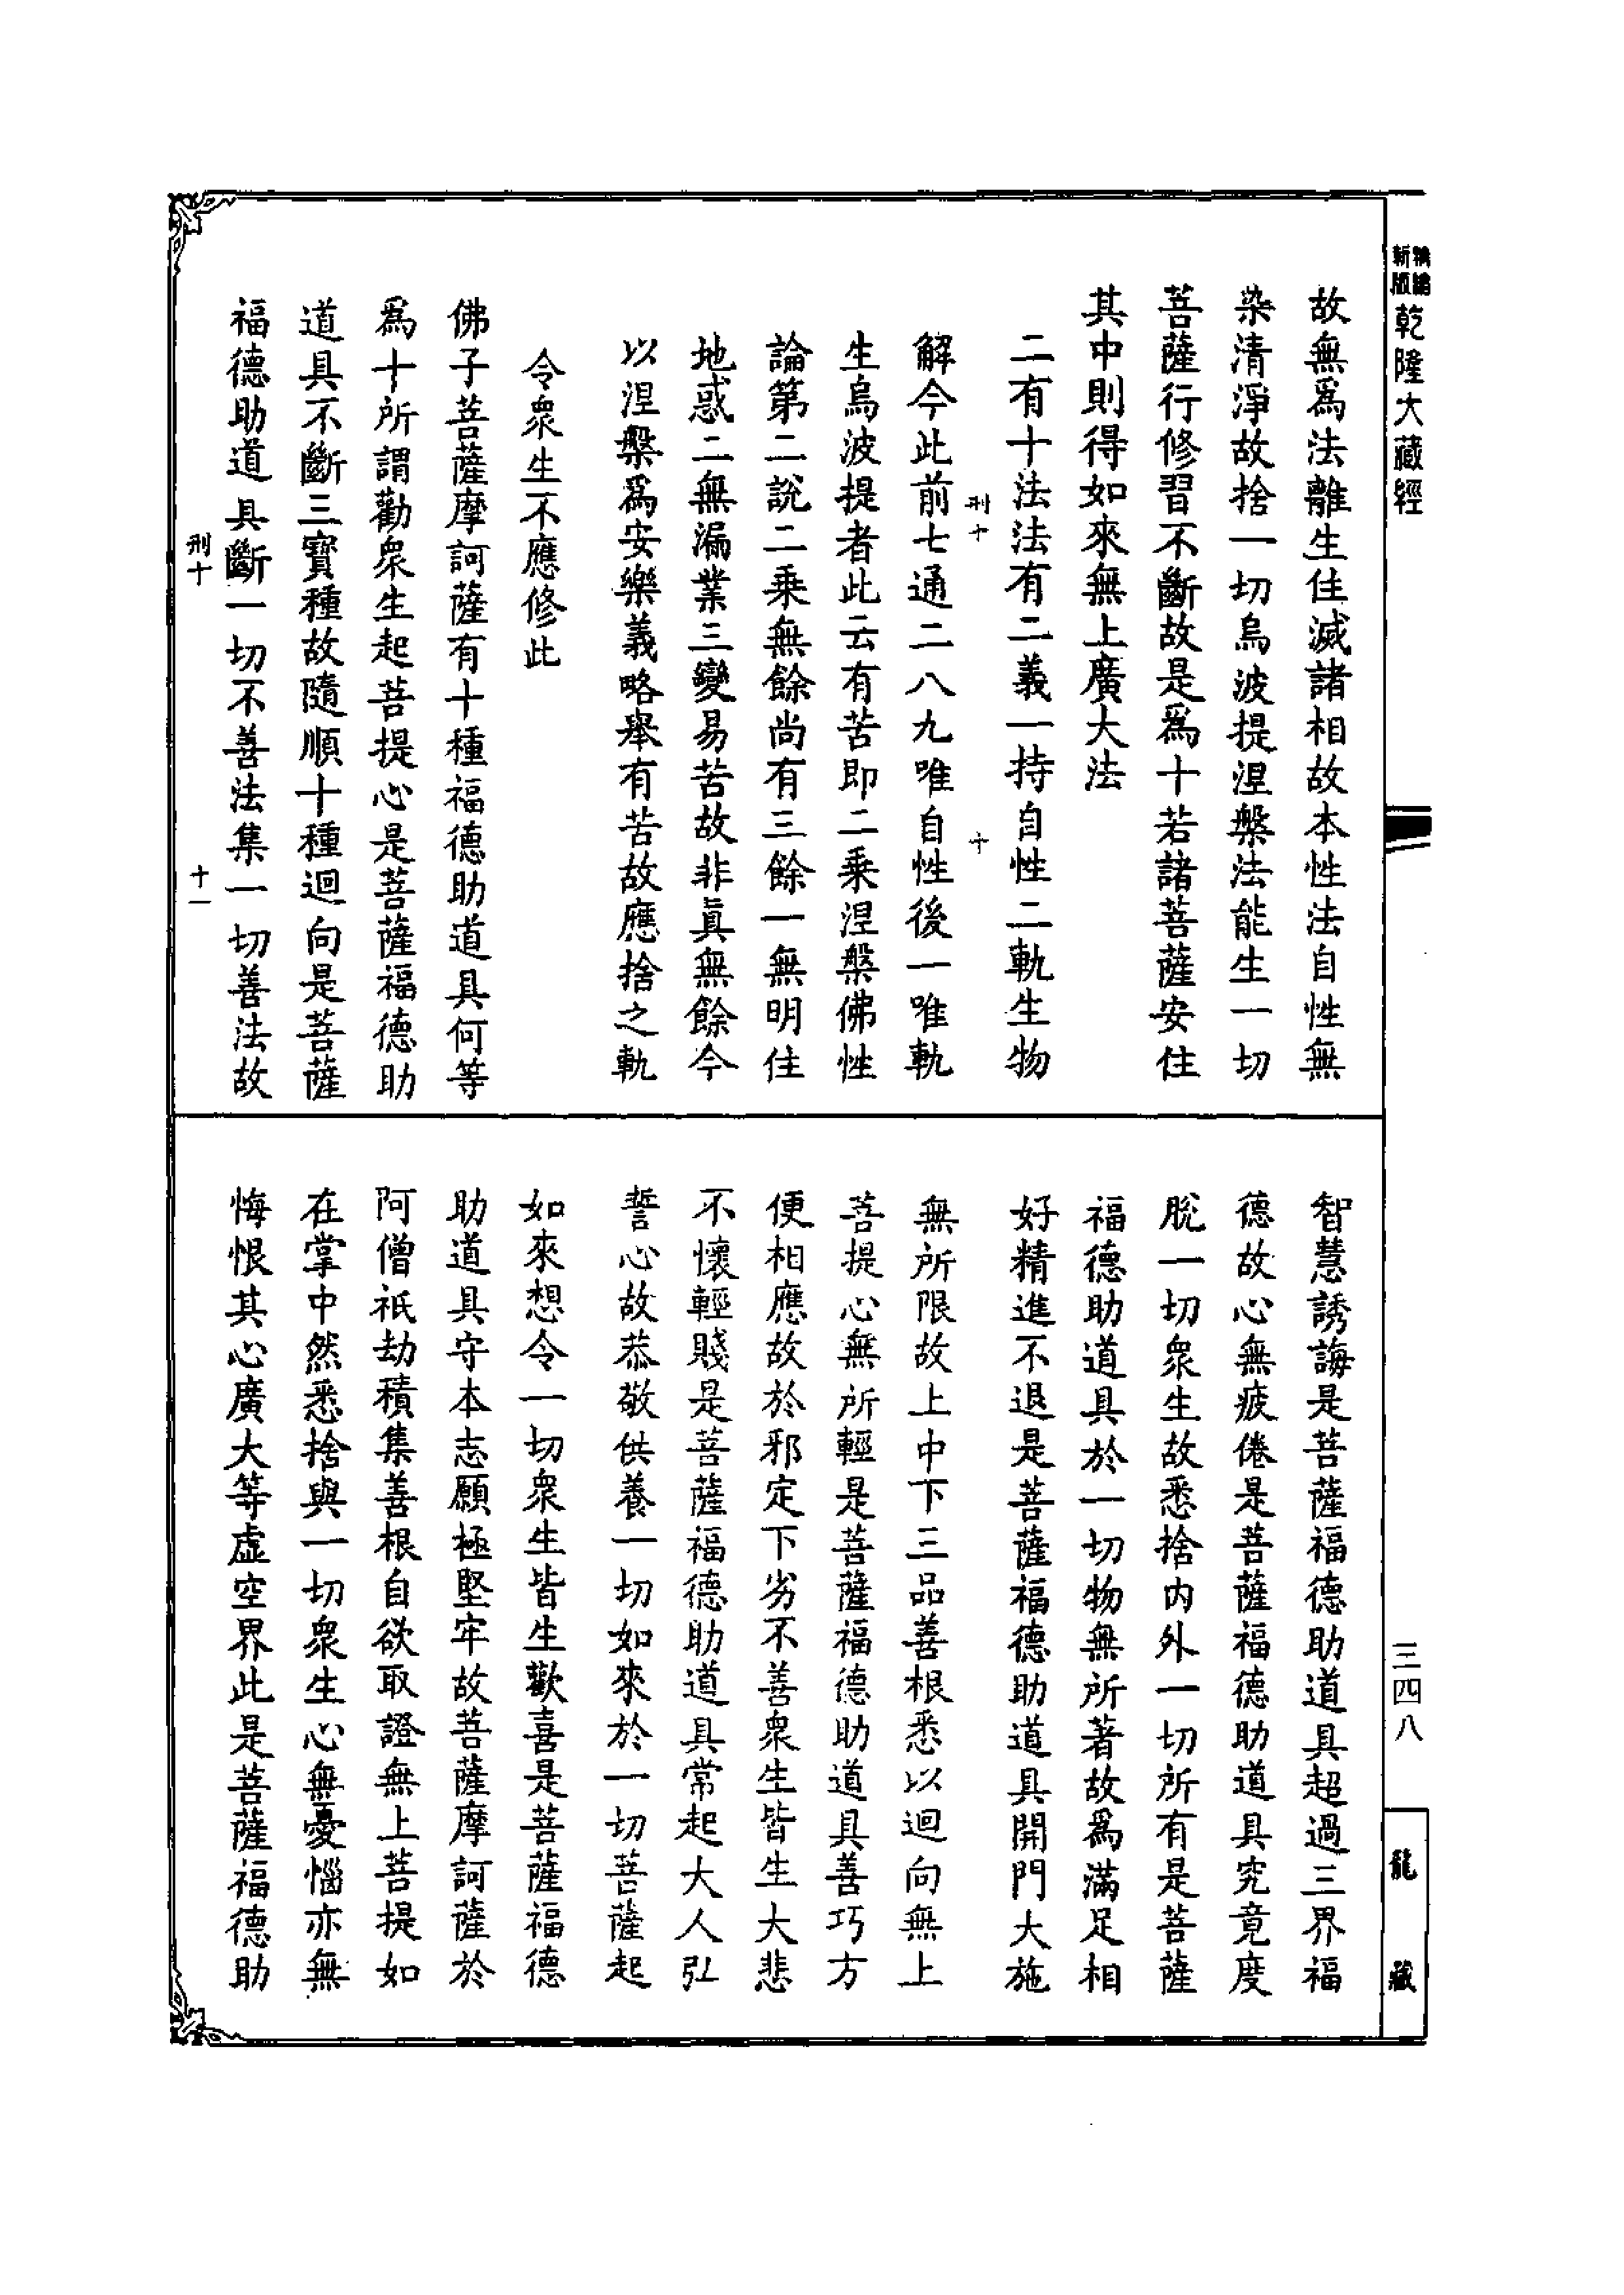 新版
乾隆大藏經
故無為法離生住滅諸相故本性法自性無
染清淨故捨一切烏波提涅槃法能生一切
菩薩行修習不斷故是為十若諸菩薩安住
其中則得如來無上廣大法
二有十法法有二義一持自性二軌生物
刑十
十
解今此前七通二八九唯自性後一唯軌
生烏波提者此云有苦即二乘涅槃佛性
論第二說二乘無餘尚有三餘一無明住
地惑二無漏業三變易苦故非真無餘今
以涅槃為安樂義略舉有苦故應捨之軌
令眾生不應修此
佛子菩薩摩訶薩有十種福德助道具何等
為十所謂勸眾生起菩提心是菩薩福德助
道具不斷三寶種故隨順十種迴向是菩薩
福德助道具斷一切不善法集一切善法故
刑十
十一
智慧誘誨是菩薩福德助道具超過三界福
德故心無疲倦是菩薩福德助道具究竟度
脫一切眾生故悉捨內外一切所有是菩薩
福德助道具於一切物無所著故為滿足相
好精進不退是菩薩福德助道具開門大施
無所限故上中下三品善根悉以迴向無上
菩提心無所輕是菩薩福德助道具善巧方
便相應故於邪定下劣不善眾生皆生大悲
不懷輕賤是菩薩福德助道具常起大人弘
誓心故恭敬供養一切如來於一切菩薩起
如來想令一切眾生皆生歡喜是菩薩福德
助道具守本志願極堅牢故菩薩摩訶薩於
阿僧祇劫積集善根自欲取證無上菩提如
在掌中然悉捨與一切眾生心無憂惱亦無
悔恨其心廣大等虛空界此是菩薩福德助
三四八
龍藏